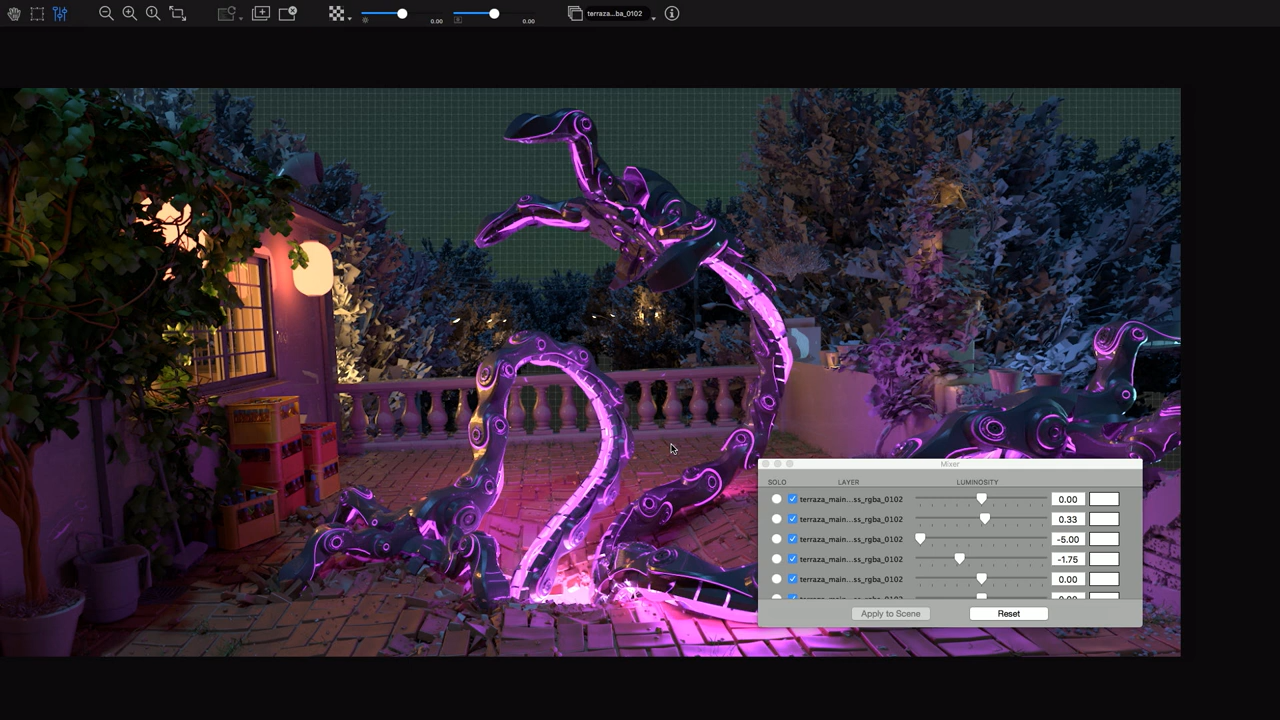 0.00
0.00
terraza...ba_0102
Mixer
SOLO LAYER LUMINOSITY
terraza_main...ss_rgba_0102 0.00
terraza_main...ss_rgba_0102 0.33
terraza_main...ss_rgba_0102 -5.00
terraza_main...ss_rgba_0102 -1.75
terraza_main...ss_rgba_0102 0.00
Apply to Scene Reset